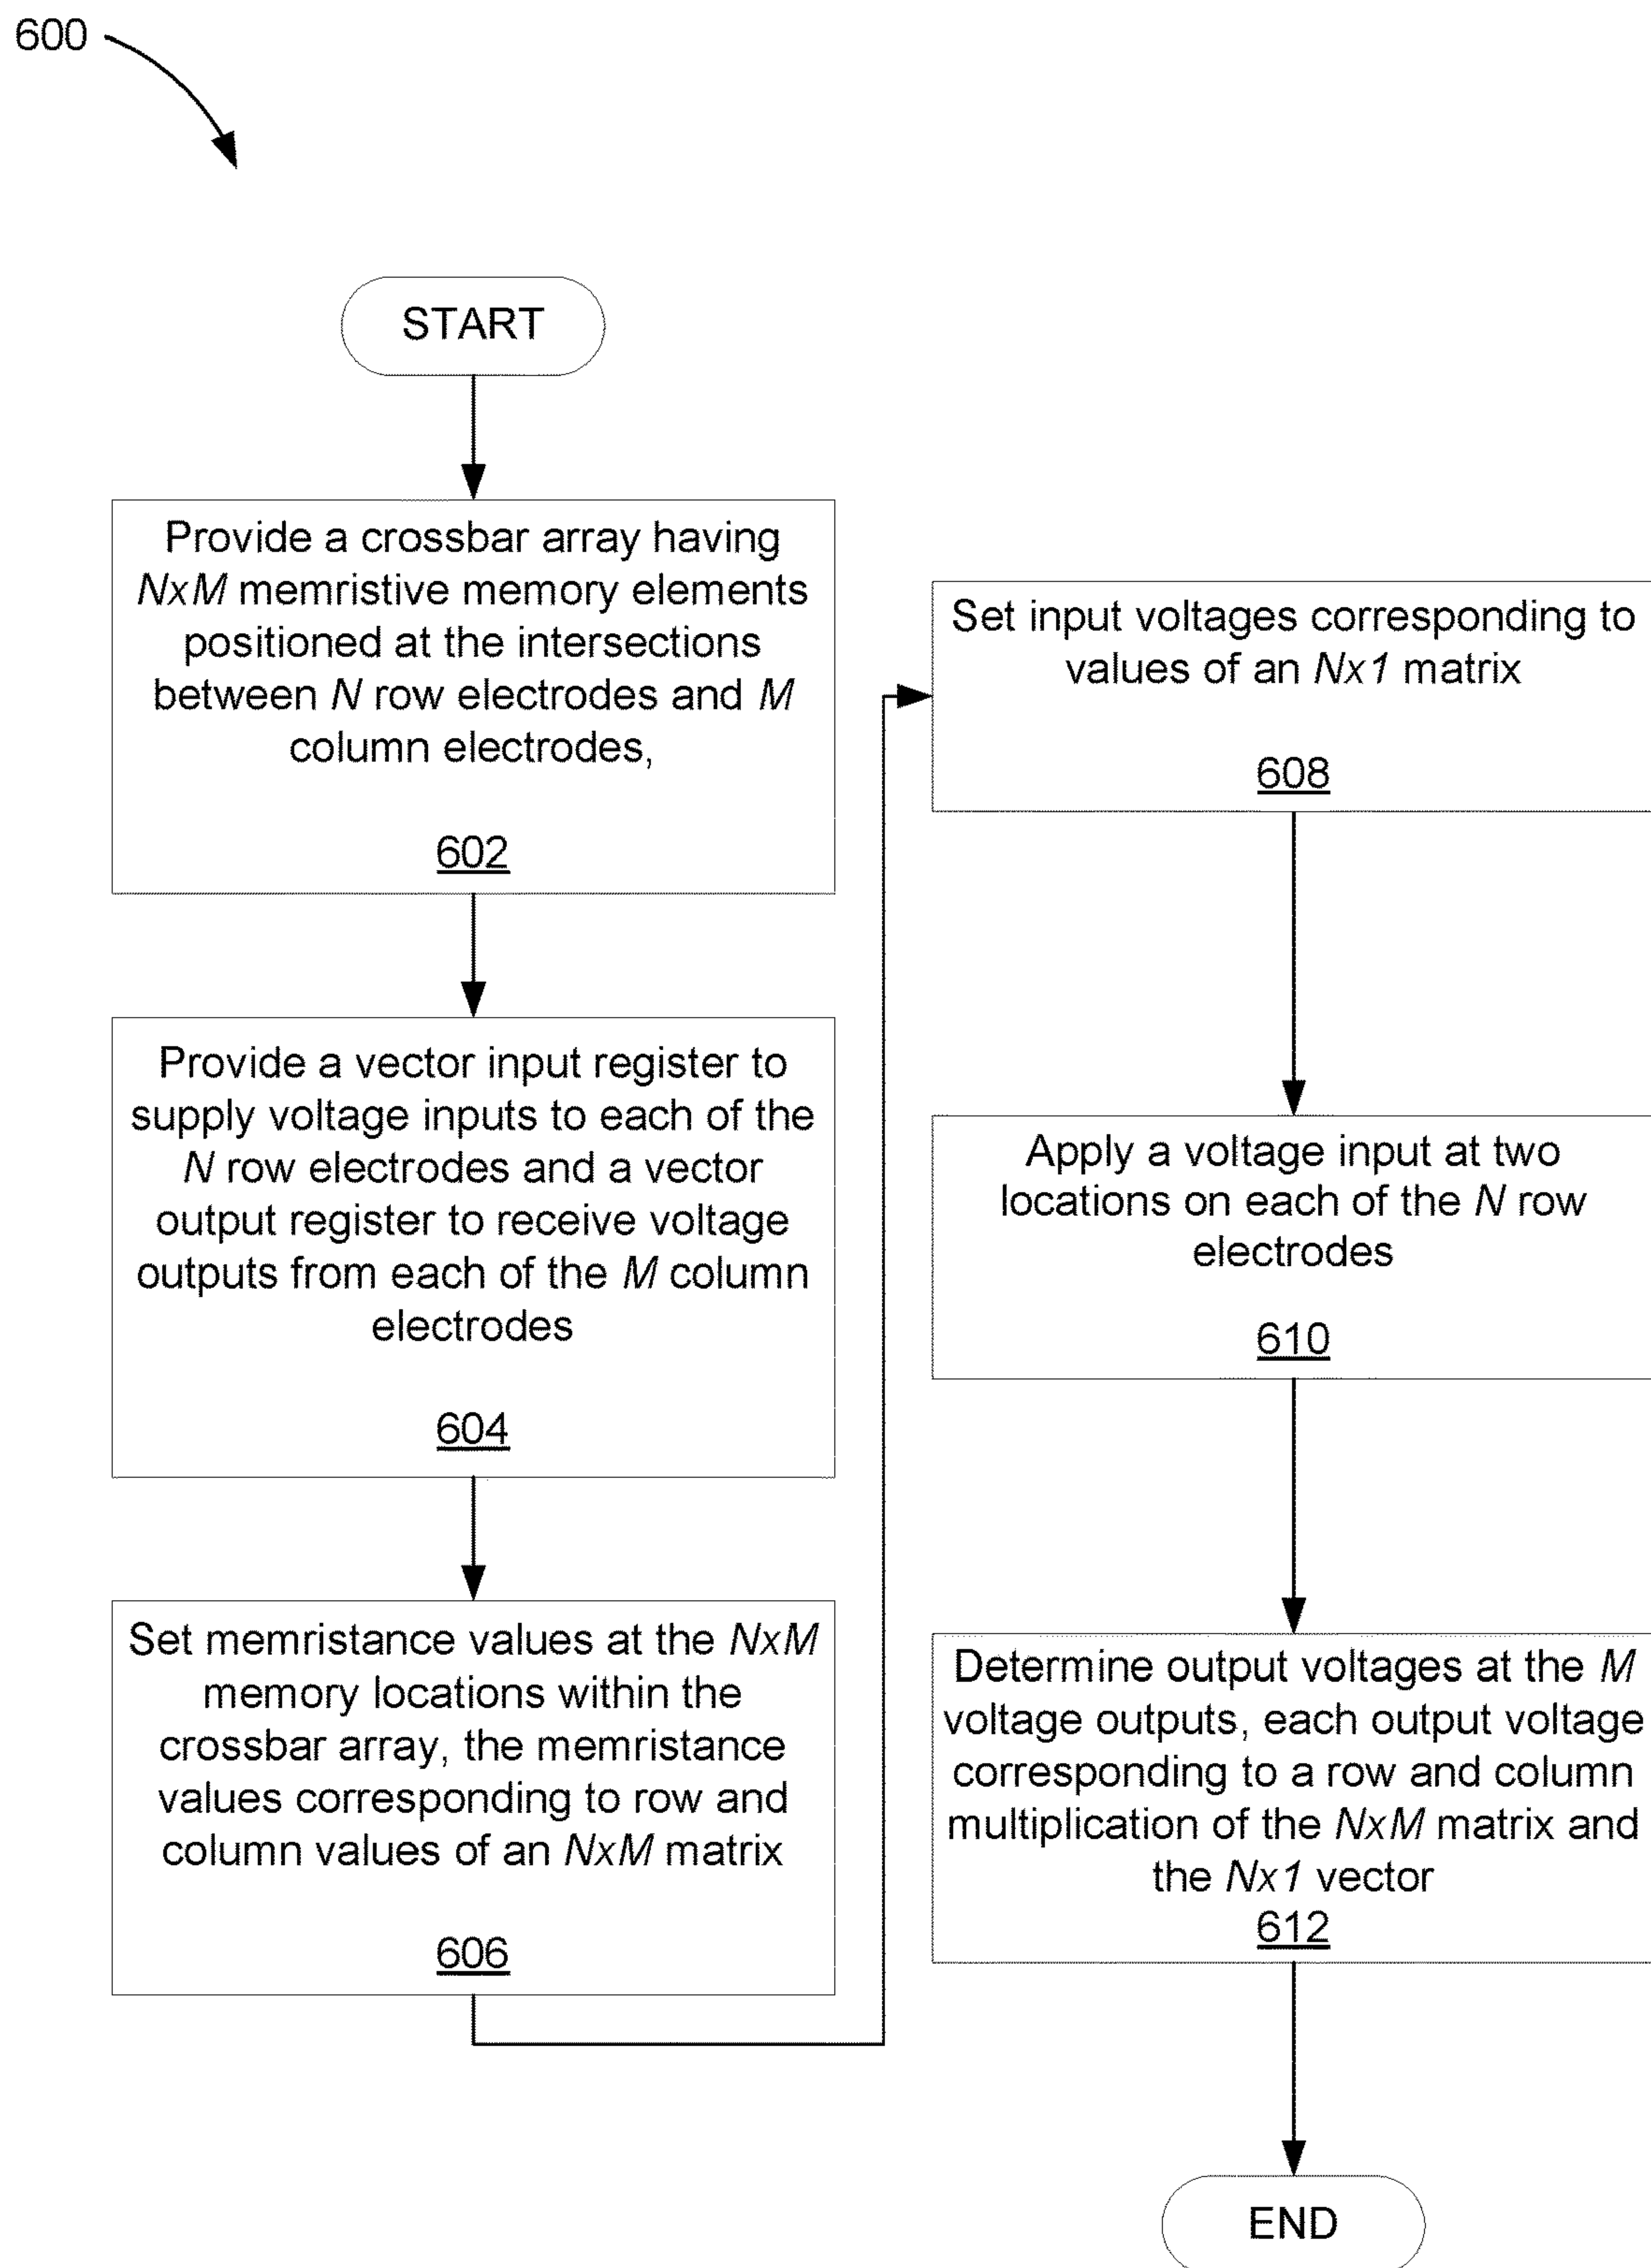 600
START
Provide a crossbar array having
NxM memristive memory elements
positioned at the intersections
between N row electrodes and M
column electrodes,
602
Provide a vector input register to
supply voltage inputs to each of the
N row electrodes and a vector
output register to receive voltage
outputs from each of the M column
electrodes
604
Set memristance values at the NxM
memory locations within the
crossbar array, the memristance
values corresponding to row and
column values of an NxM matrix
606
Set input voltages corresponding to
values of an Nx1 matrix
608
Apply a voltage input at two
locations on each of the N row
electrodes
610
Determine output voltages at the M
voltage outputs, each output voltage
corresponding to a row and column
multiplication of the NxM matrix and
the Nx1 vector
612
END